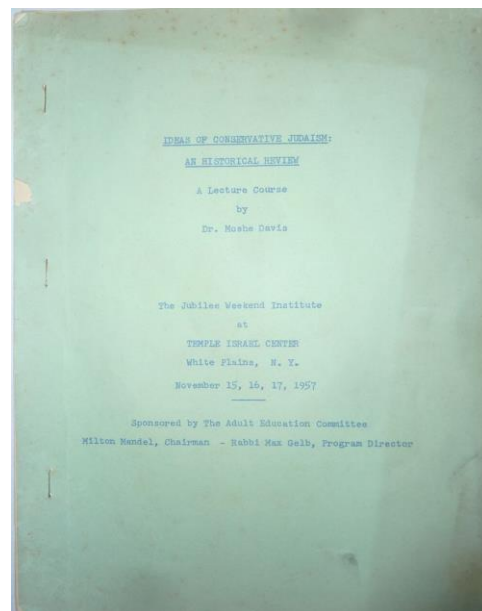 IDEAS OF CONSERVATIVE JUDAISM:
AN HISTORICAL REVIEW
A Lecture Course
by
Dr. Moshe Davis
The Jubilee Weekend Institute
at
TEMPLE ISRAEL CENTER
White Plains, N. Y.
November 15, 16, 17, 1957
Sponsored by The Adult Education Committee
Milton Mandel, Chairman - Rabbi Max Gelb, Program Director